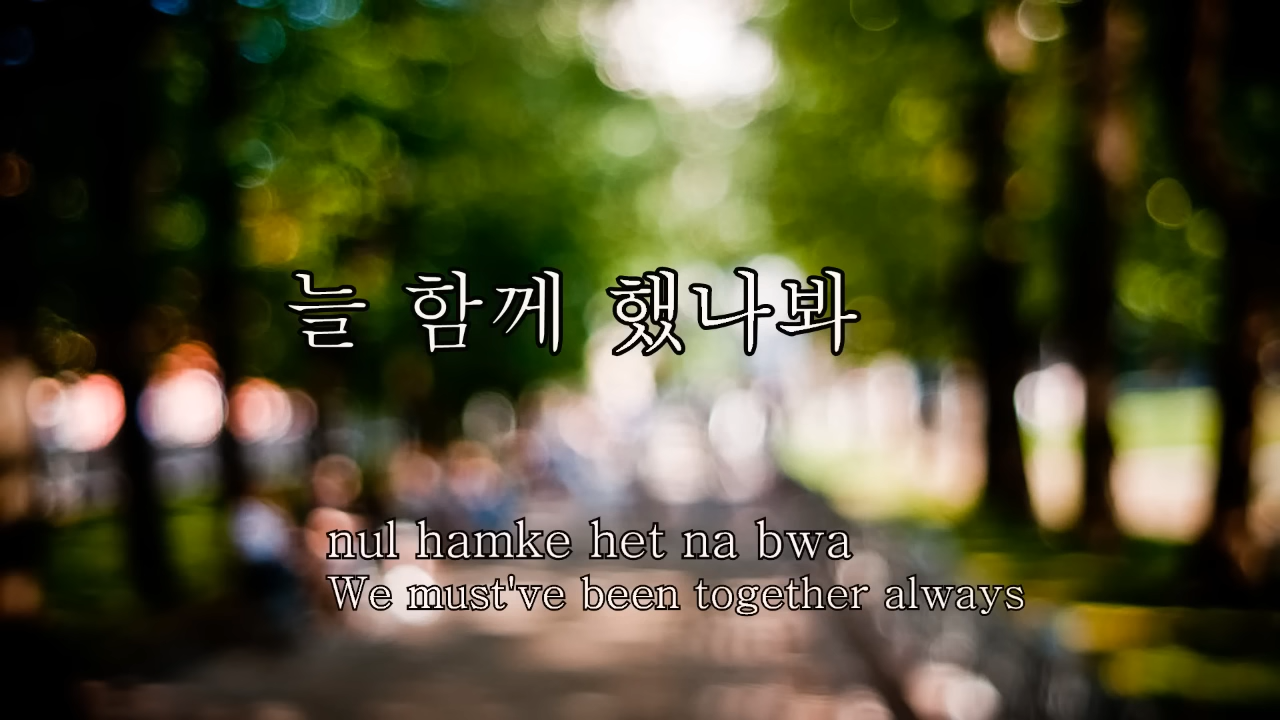 늘 함께 했나봐
nul hamke het na bwa
We must've been together always